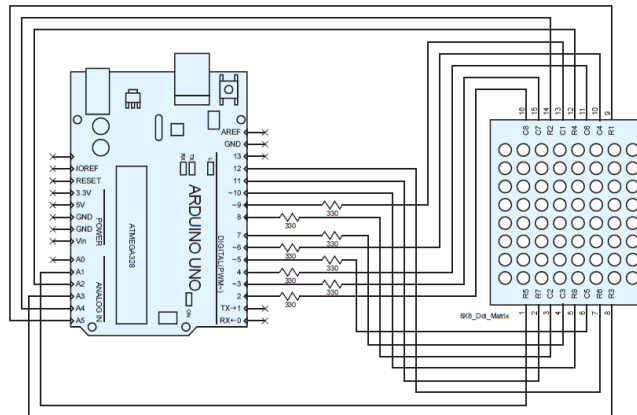 AREF
GND
IOREF
RESET
3.3V
5V
GND
GND
Vin
A0
A1
A2
A3
A4
A5
POWER
ANALOG IN
ATMEGA328
TX
RX
L
ARDUINO UNO
DIGITAL(PWM~)
ON
13
12
11
~10
~9
8
7
~6
~5
4
~3
2
TX→1
RX←0
330
330
330
330
330
330
330
330
16 15 14 13 12 11 10 9
C8 C7 R2 C1 R4 C6 C4 R1
R5 R7 C2 C3 R8 C5 R6 R3
8X8_Dot_Matrix
1 2 3 4 5 6 7 8